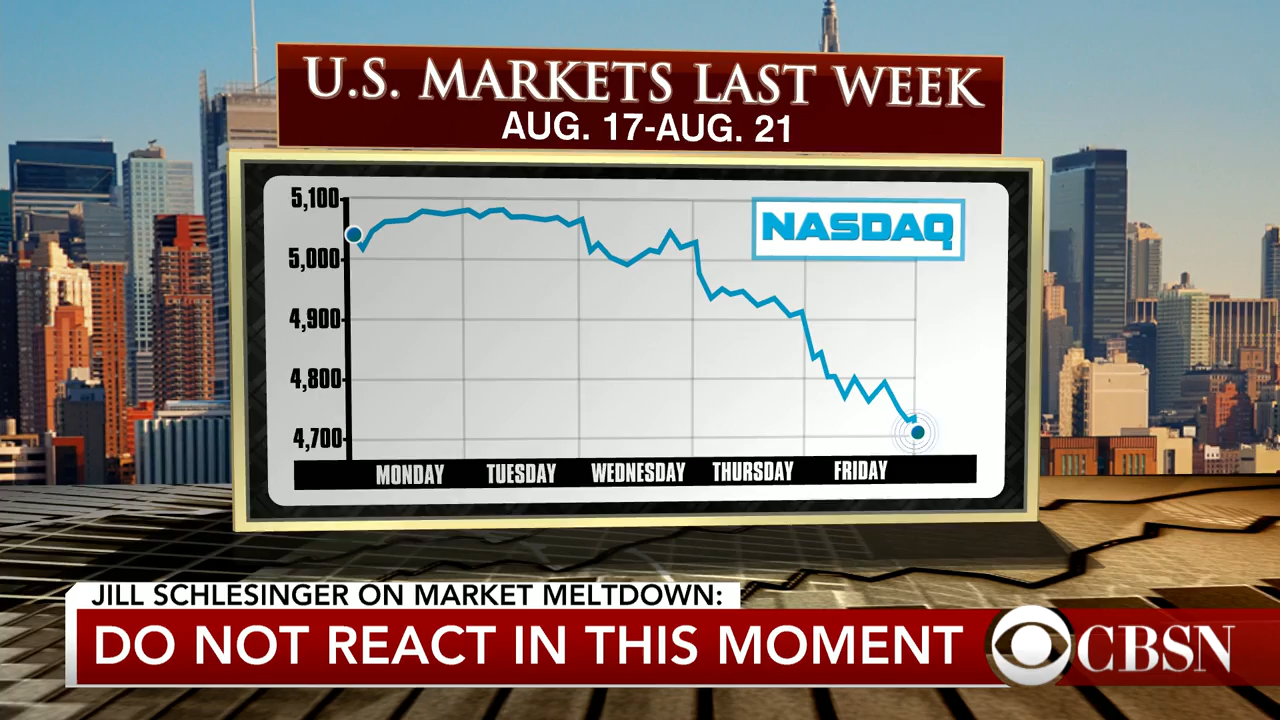 U.S. MARKETS LAST WEEK
AUG. 17-AUG. 21
NASDAQ
5,100
5,000
4,900
4,800
4,700
MONDAY TUESDAY WEDNESDAY THURSDAY FRIDAY
JILL SCHLESINGER ON MARKET MELTDOWN:
DO NOT REACT IN THIS MOMENT
CBSN